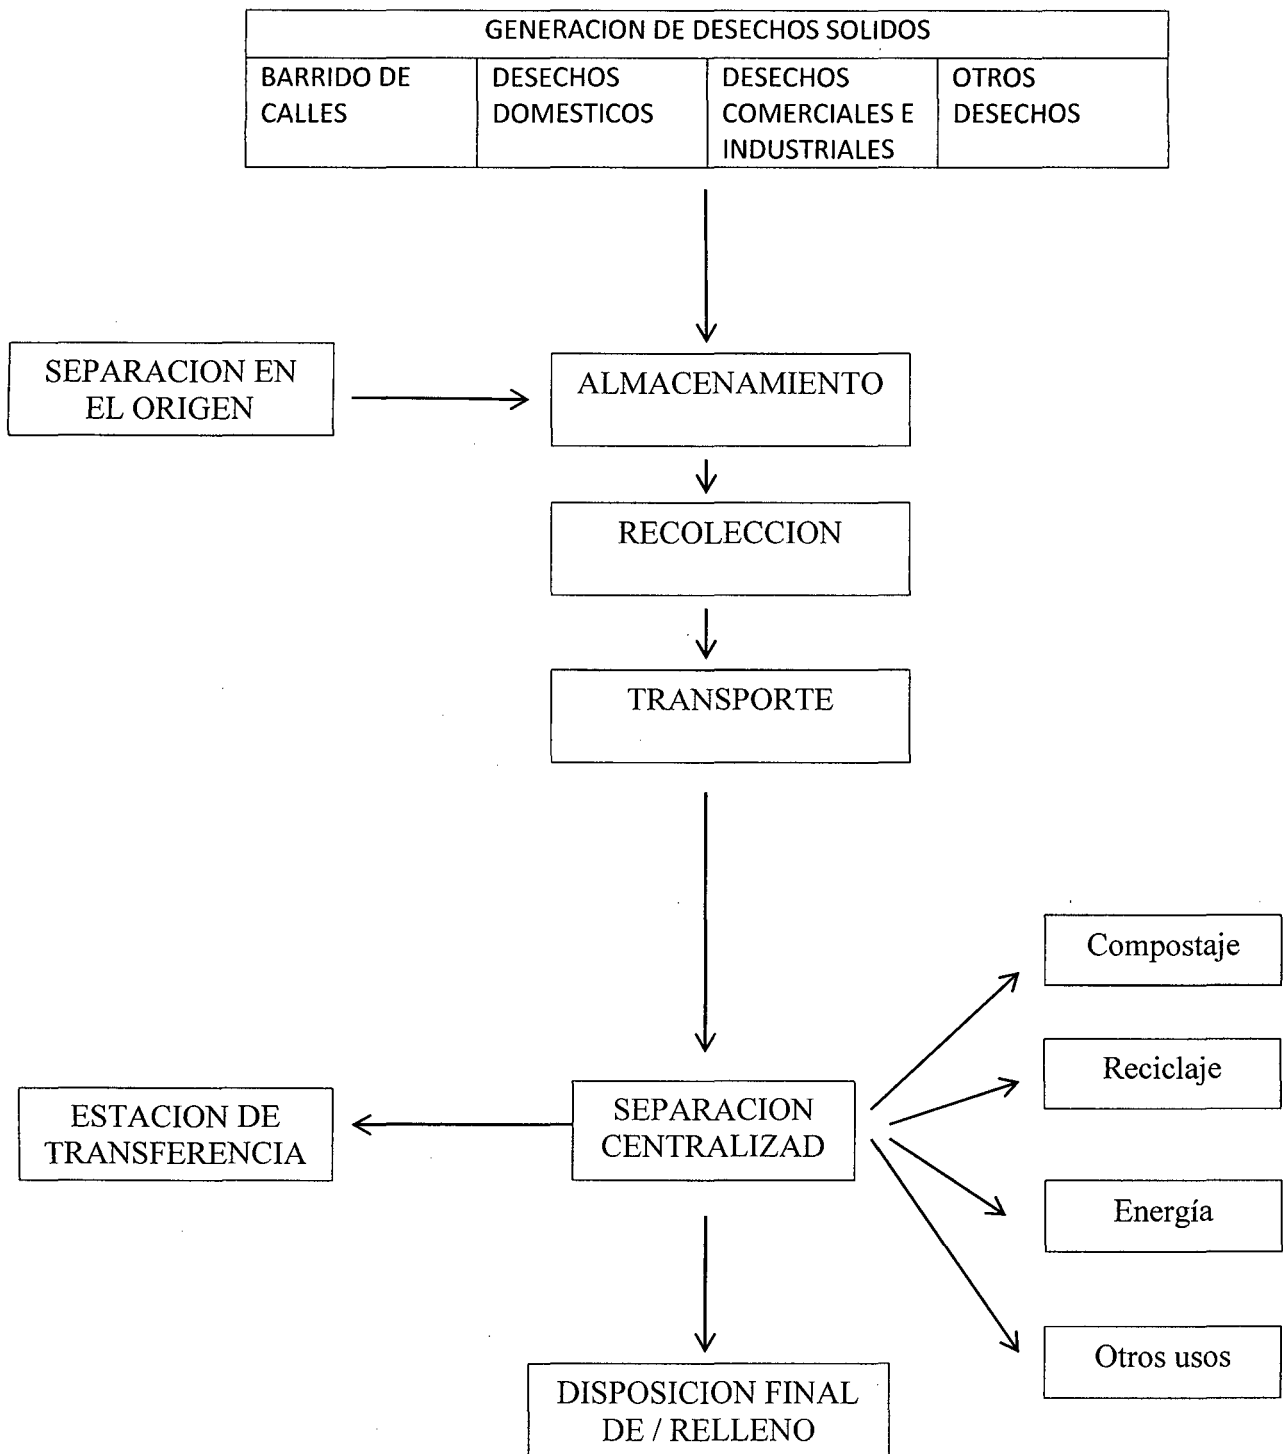 GENERACION DE DESECHOS SOLIDOS
BARRIDO DE
CALLES
DESECHOS
DOMESTICOS
DESECHOS
COMERCIALES E
INDUSTRIALES
OTROS
DESECHOS
SEPARACION EN
EL ORIGEN
ALMACENAMIENTO
RECOLECCION
TRANSPORTE
Compostaje
Reciclaje
ESTACION DE
TRANSFERENCIA
SEPARACION
CENTRALIZAD
Energía
Otros usos
DISPOSICION FINAL
DE / RELLENO